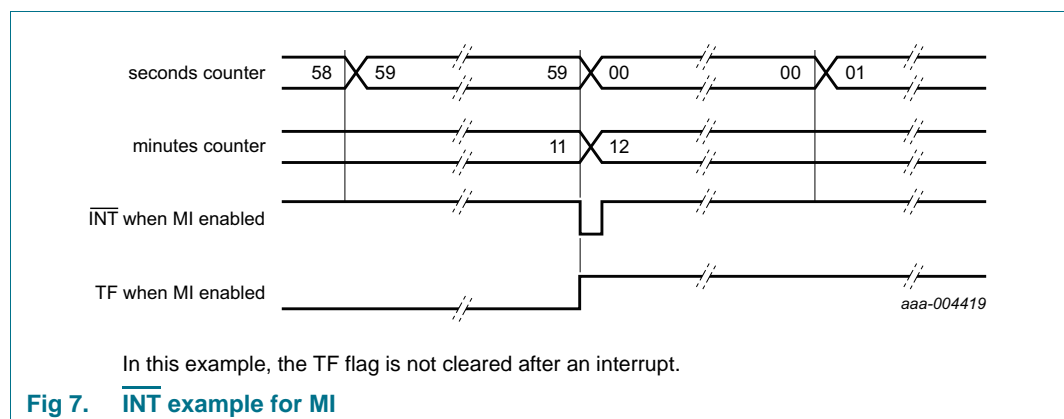 seconds counter 58 59 59 00 00 01
minutes counter 11 12
INT when MI enabled
TF when MI enabled
aaa-004419
In this example, the TF flag is not cleared after an interrupt.
Fig 7. INT example for MI